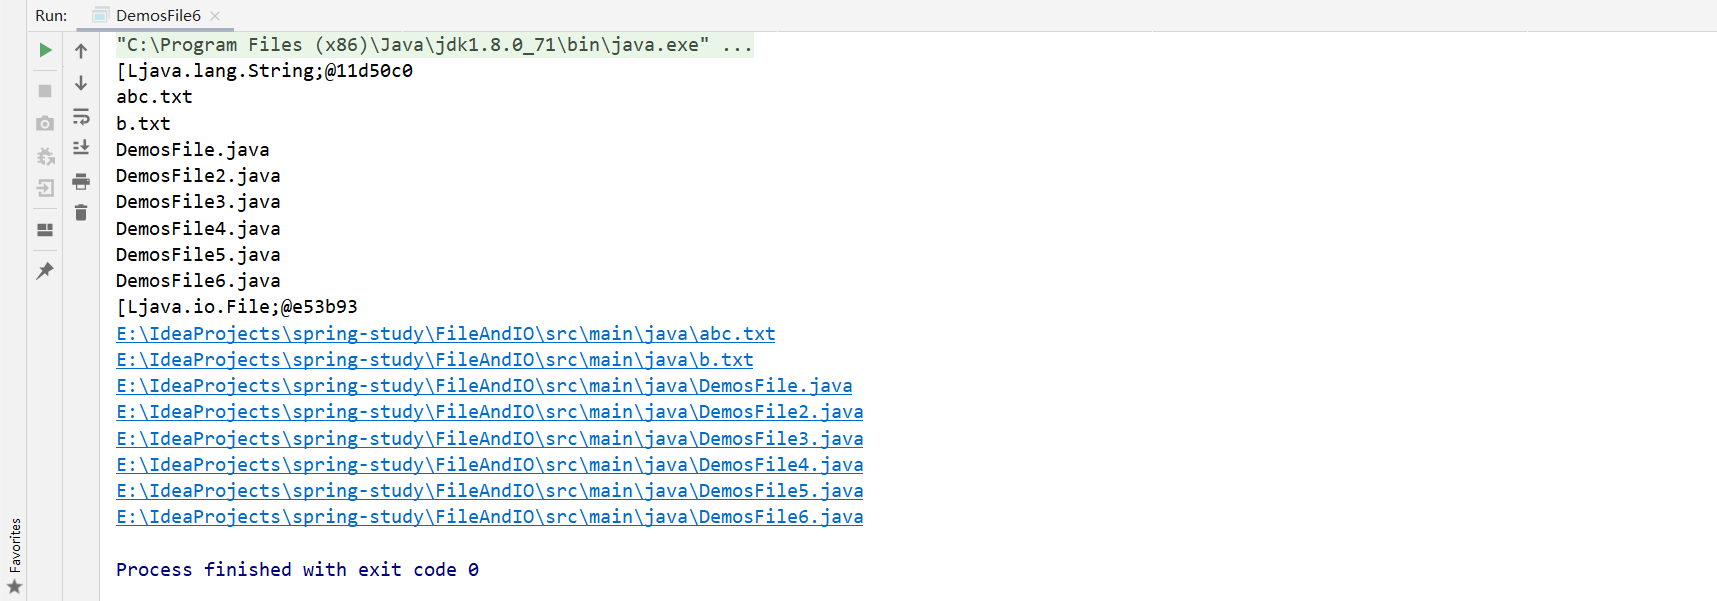 Run: DemosFile6
"C:\Program Files (x86)\Java\jdk1.8.0_71\bin\java.exe" ...
[Ljava.lang.String;@11d50c0
abc.txt
b.txt
DemosFile.java
DemosFile2.java
DemosFile3.java
DemosFile4.java
DemosFile5.java
DemosFile6.java
[Ljava.io.File;@e53b93
E:\IdeaProjects\spring-study\FileAndIO\src\main\java\abc.txt
E:\IdeaProjects\spring-study\FileAndIO\src\main\java\b.txt
E:\IdeaProjects\spring-study\FileAndIO\src\main\java\DemosFile.java
E:\IdeaProjects\spring-study\FileAndIO\src\main\java\DemosFile2.java
E:\IdeaProjects\spring-study\FileAndIO\src\main\java\DemosFile3.java
E:\IdeaProjects\spring-study\FileAndIO\src\main\java\DemosFile4.java
E:\IdeaProjects\spring-study\FileAndIO\src\main\java\DemosFile5.java
E:\IdeaProjects\spring-study\FileAndIO\src\main\java\DemosFile6.java
Process finished with exit code 0
Favorites